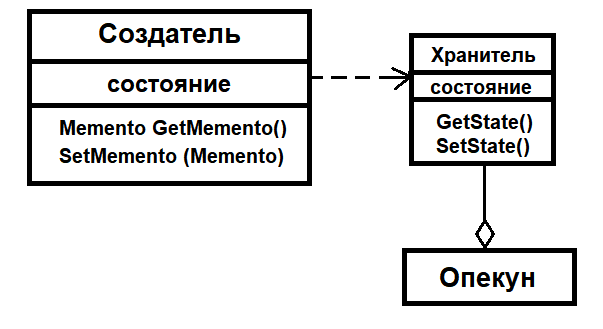 Создатель
состояние
Memento GetMemento()
SetMemento (Memento)
Хранитель
состояние
GetState()
SetState()
Опекун